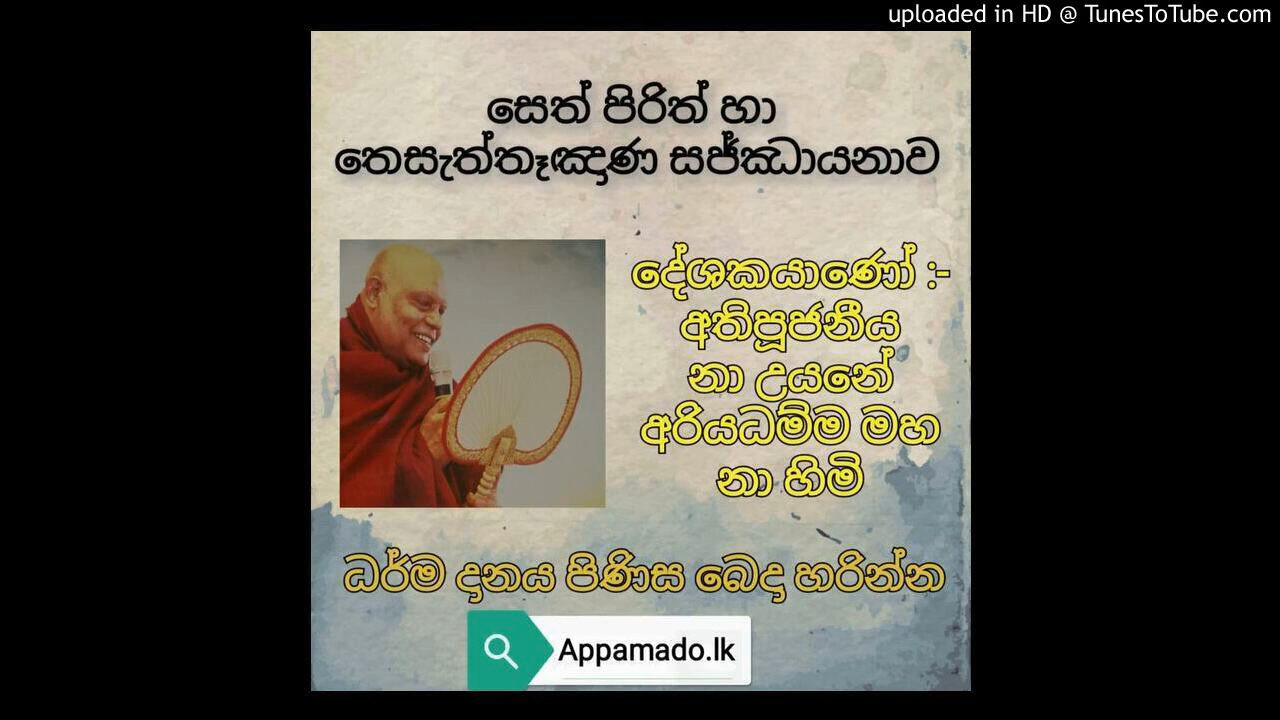 uploaded in HD @ TunesToTube.com
සෙත් පිරිත් හා
තෙසැත්තෑඤාණ සජ්ඣායනාව
දේශකයාණෝ :-
අතිපූජනීය
නා උයනේ
අරියධම්ම මහ
නා හිමි
ධර්ම දානය පිණිස බෙදා හරින්න
Appamado.lk